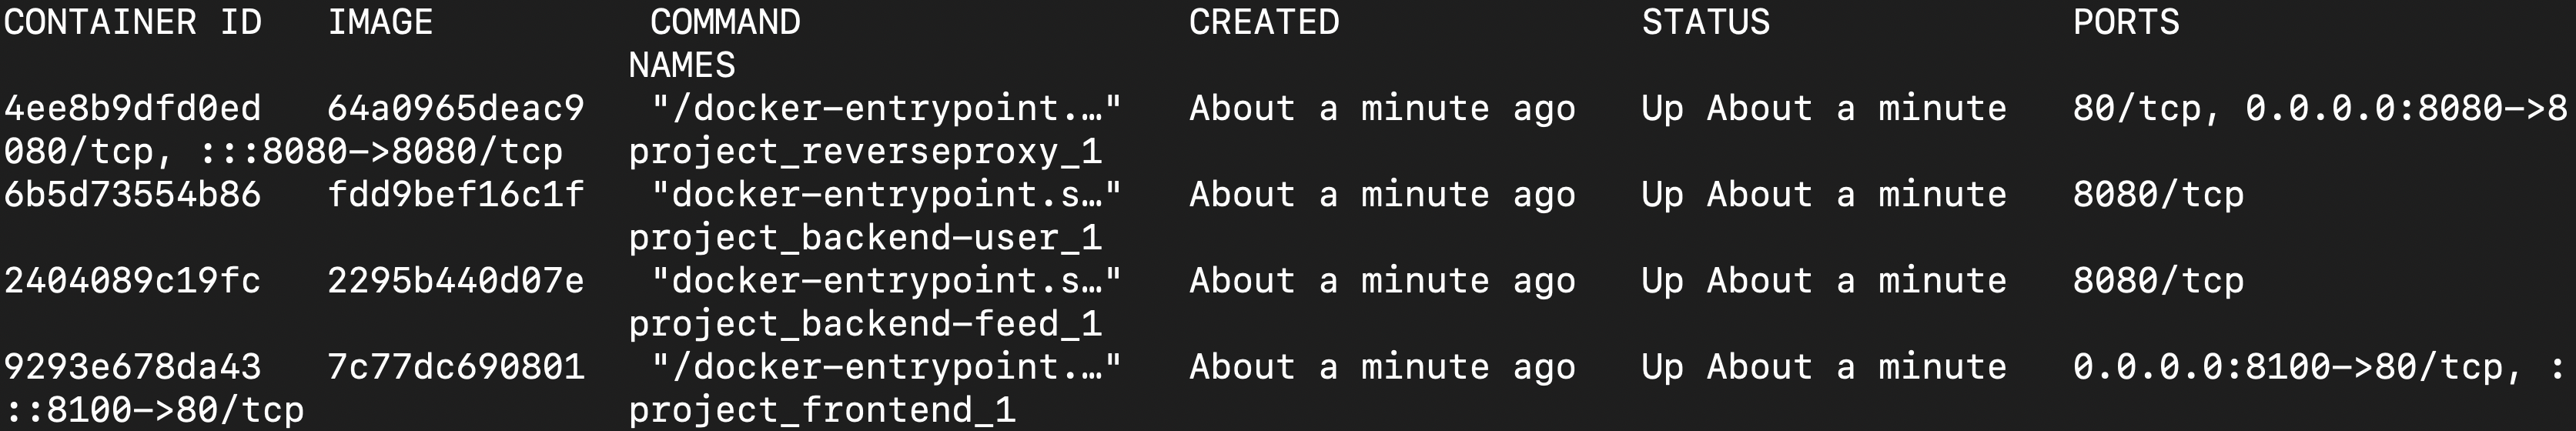 CONTAINER ID   IMAGE          COMMAND                  CREATED              STATUS              PORTS
NAMES
4ee8b9dfd0ed   64a0965deac9   "/docker-entrypoint.…"   About a minute ago   Up About a minute   80/tcp, 0.0.0.0:8080->8
080/tcp, :::8080->8080/tcp   project_reverseproxy_1
6b5d73554b86   fdd9bef16c1f   "docker-entrypoint.s…"   About a minute ago   Up About a minute   8080/tcp
project_backend-user_1
2404089c19fc   2295b440d07e   "docker-entrypoint.s…"   About a minute ago   Up About a minute   8080/tcp
project_backend-feed_1
9293e678da43   7c77dc690801   "/docker-entrypoint.…"   About a minute ago   Up About a minute   0.0.0.0:8100->80/tcp, :
::8100->80/tcp               project_frontend_1